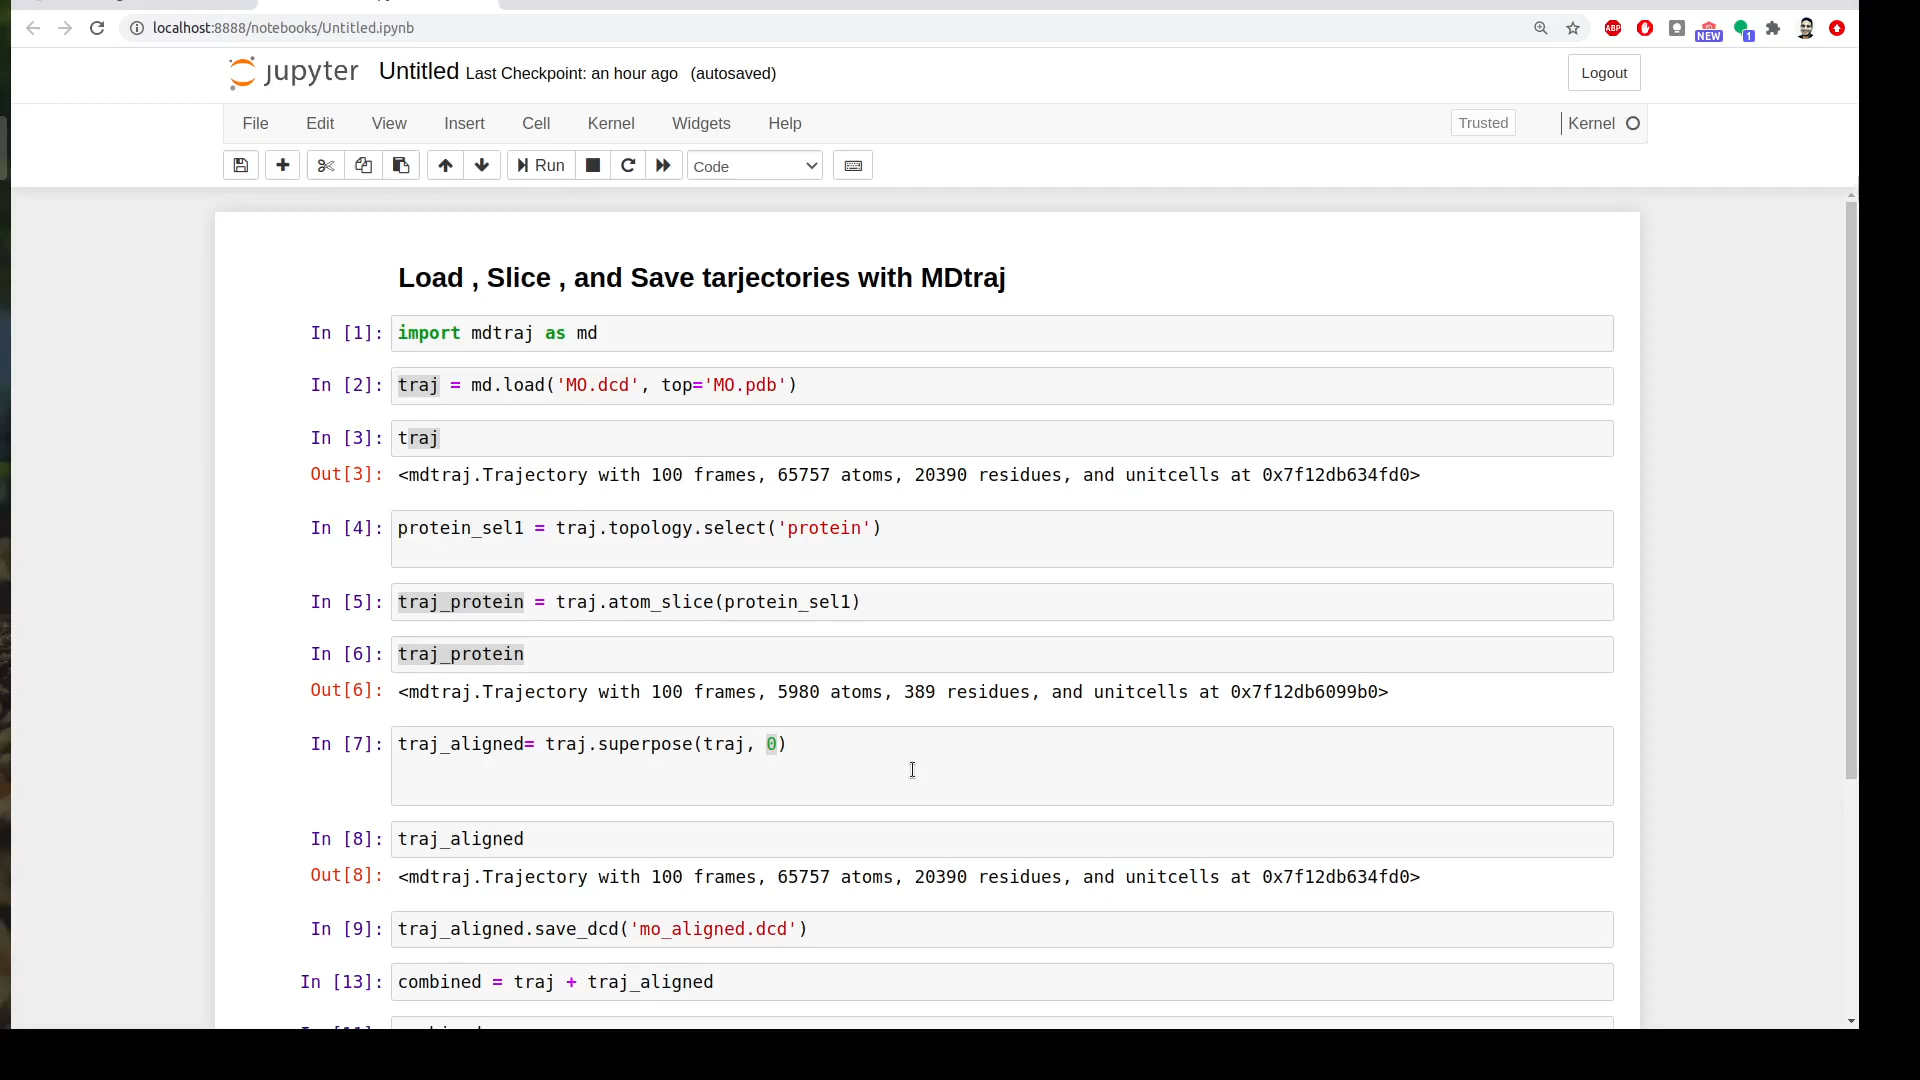 localhost:8888/notebooks/Untitled.ipynb
ABP
NEW
1
jupyter Untitled Last Checkpoint: an hour ago (autosaved)
Logout
File Edit View Insert Cell Kernel Widgets Help
Trusted
Kernel
Run
Code
Load , Slice , and Save tarjectories with MDtraj
In [1]: import mdtraj as md
In [2]: traj = md.load('MO.dcd', top='MO.pdb')
In [3]: traj
Out[3]: <mdtraj.Trajectory with 100 frames, 65757 atoms, 20390 residues, and unitcells at 0x7f12db634fd0>
In [4]: protein_sel1 = traj.topology.select('protein')
In [5]: traj_protein = traj.atom_slice(protein_sel1)
In [6]: traj_protein
Out[6]: <mdtraj.Trajectory with 100 frames, 5980 atoms, 389 residues, and unitcells at 0x7f12db6099b0>
In [7]: traj_aligned= traj.superpose(traj, 0)
In [8]: traj_aligned
Out[8]: <mdtraj.Trajectory with 100 frames, 65757 atoms, 20390 residues, and unitcells at 0x7f12db634fd0>
In [9]: traj_aligned.save_dcd('mo_aligned.dcd')
In [13]: combined = traj + traj_aligned